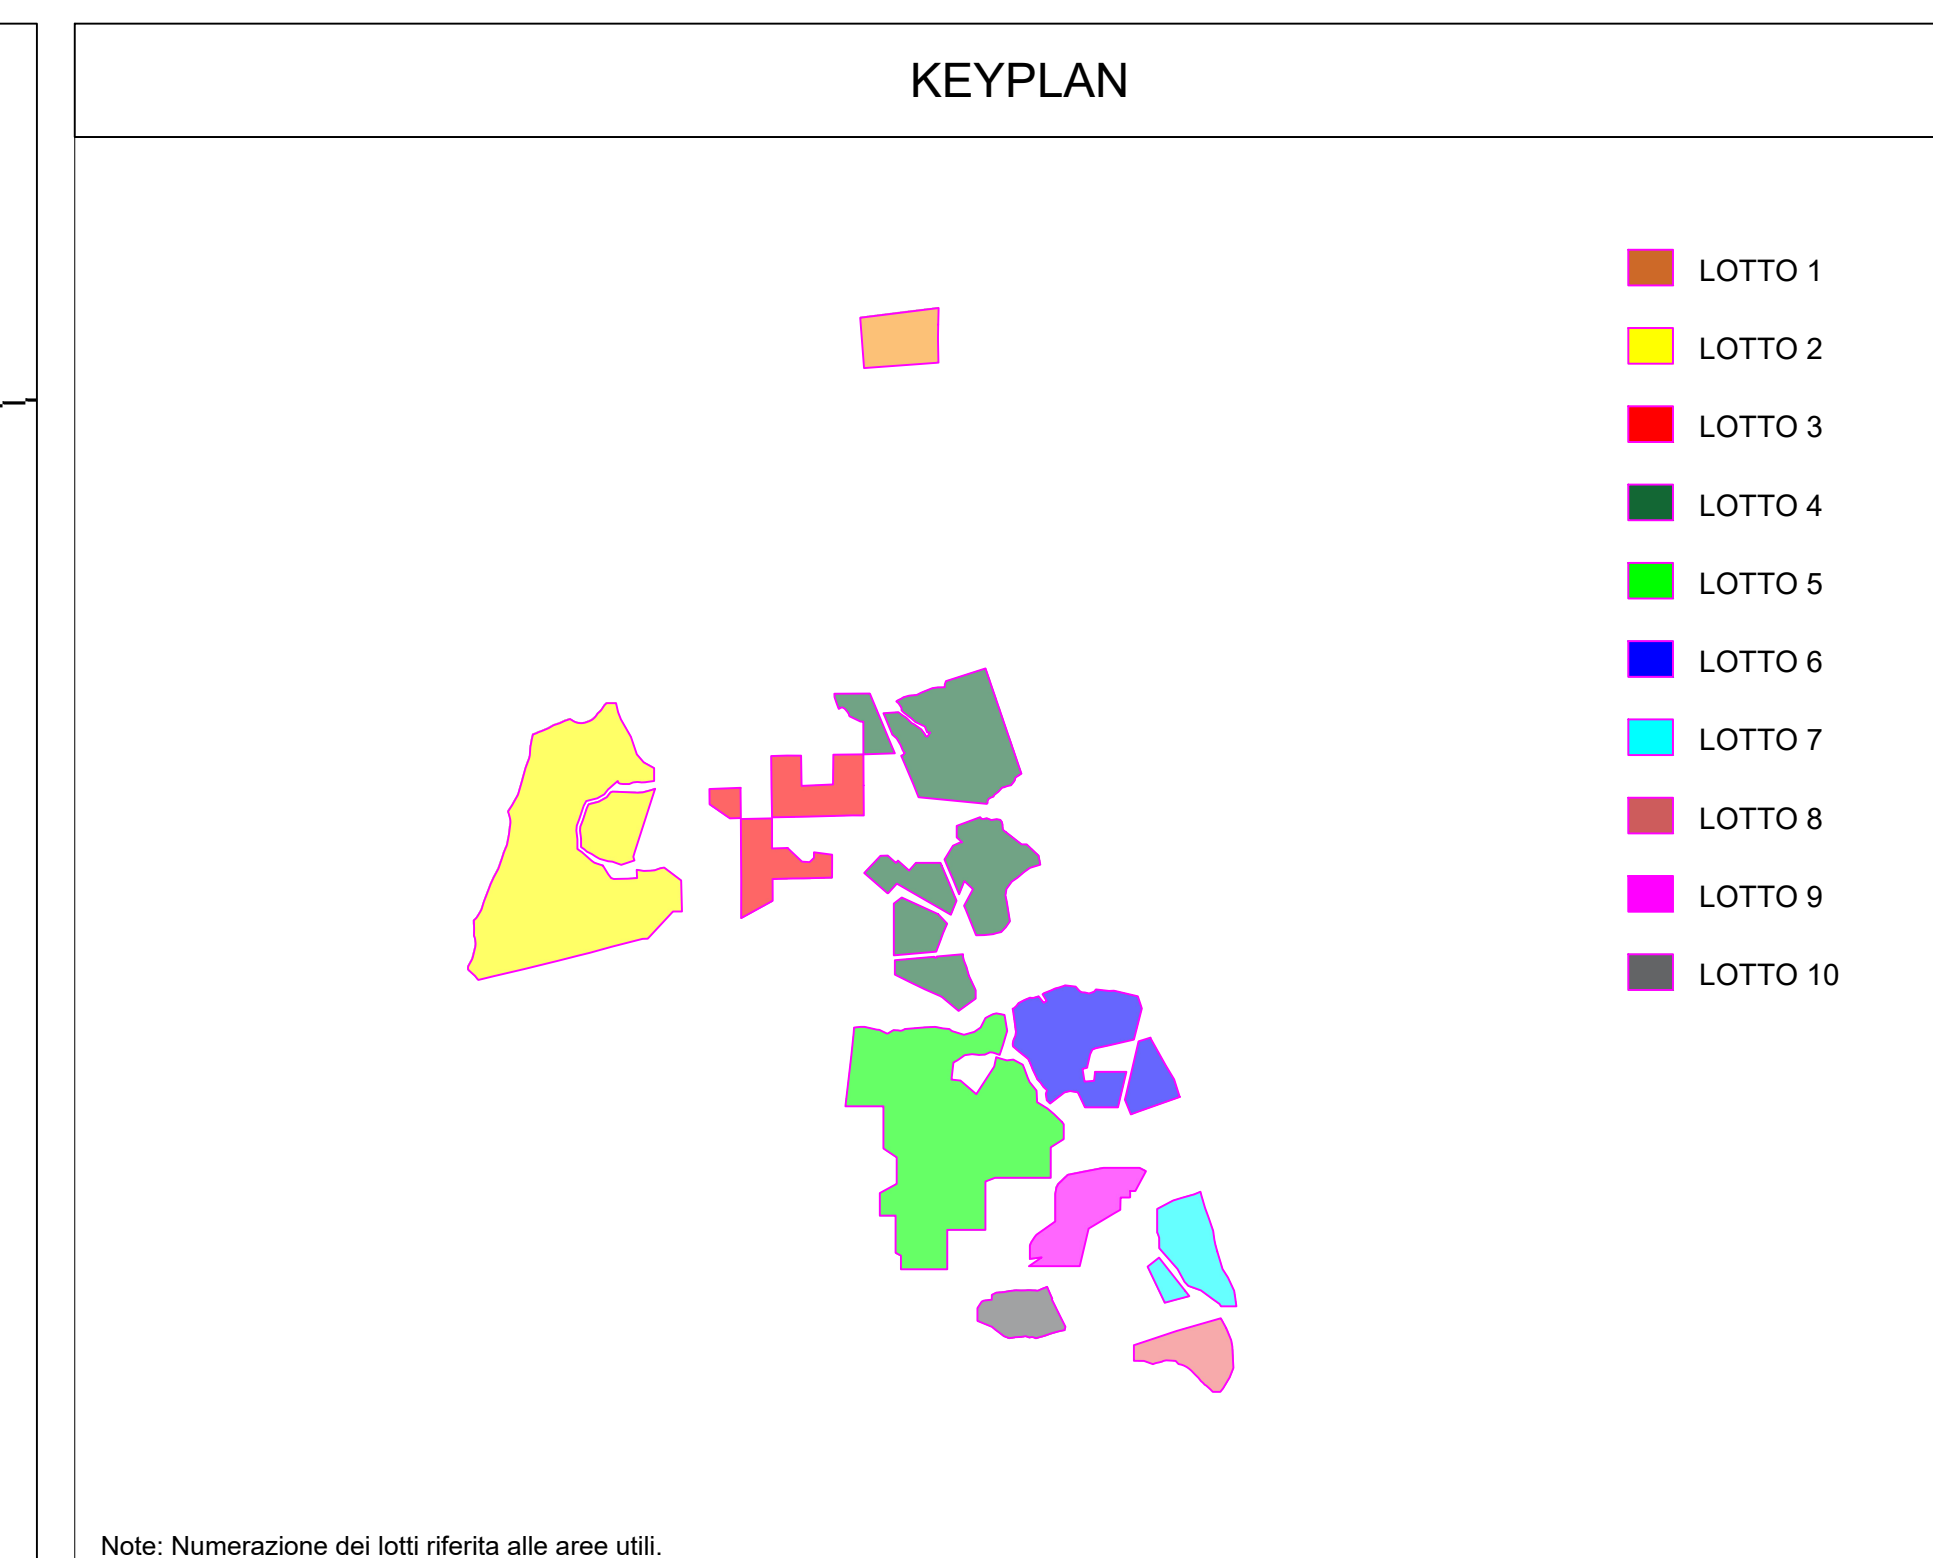 KEYPLAN
LOTTO 1
LOTTO 2
LOTTO 3
LOTTO 4
LOTTO 5
LOTTO 6
LOTTO 7
LOTTO 8
LOTTO 9
LOTTO 10
Note: Numerazione dei lotti riferita alle aree utili.